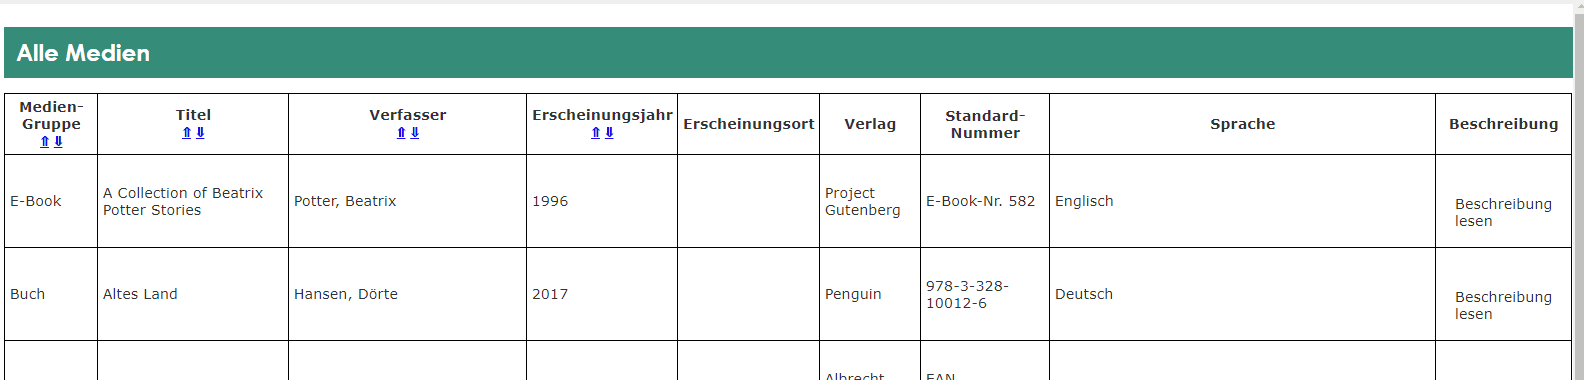 Alle Medien
Medien-
Gruppe
⇑ ⇓
Titel
⇑ ⇓
Verfasser
⇑ ⇓
Erscheinungsjahr
⇑ ⇓
Erscheinungsort
Verlag
Standard-
Nummer
Sprache
Beschreibung
E-Book
A Collection of Beatrix
Potter Stories
Potter, Beatrix
1996
Project
Gutenberg
E-Book-Nr. 582
Englisch
Beschreibung
lesen
Buch
Altes Land
Hansen, Dörte
2017
Penguin
978-3-328-
10012-6
Deutsch
Beschreibung
lesen
Albrecht
EAN